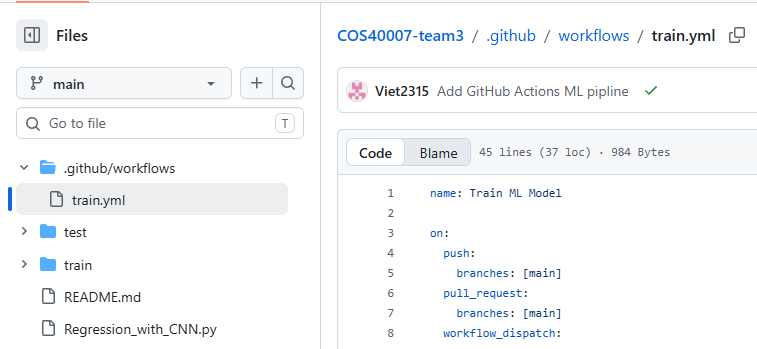 Files
main
Go to file
T
.github/workflows
train.yml
test
train
README.md
Regression_with_CNN.py
COS40007-team3 / .github / workflows / train.yml
Viet2315 Add GitHub Actions ML pipline
Code Blame 45 lines (37 loc) · 984 Bytes
1 name: Train ML Model
2
3 on:
4 push:
5 branches: [main]
6 pull_request:
7 branches: [main]
8 workflow_dispatch: